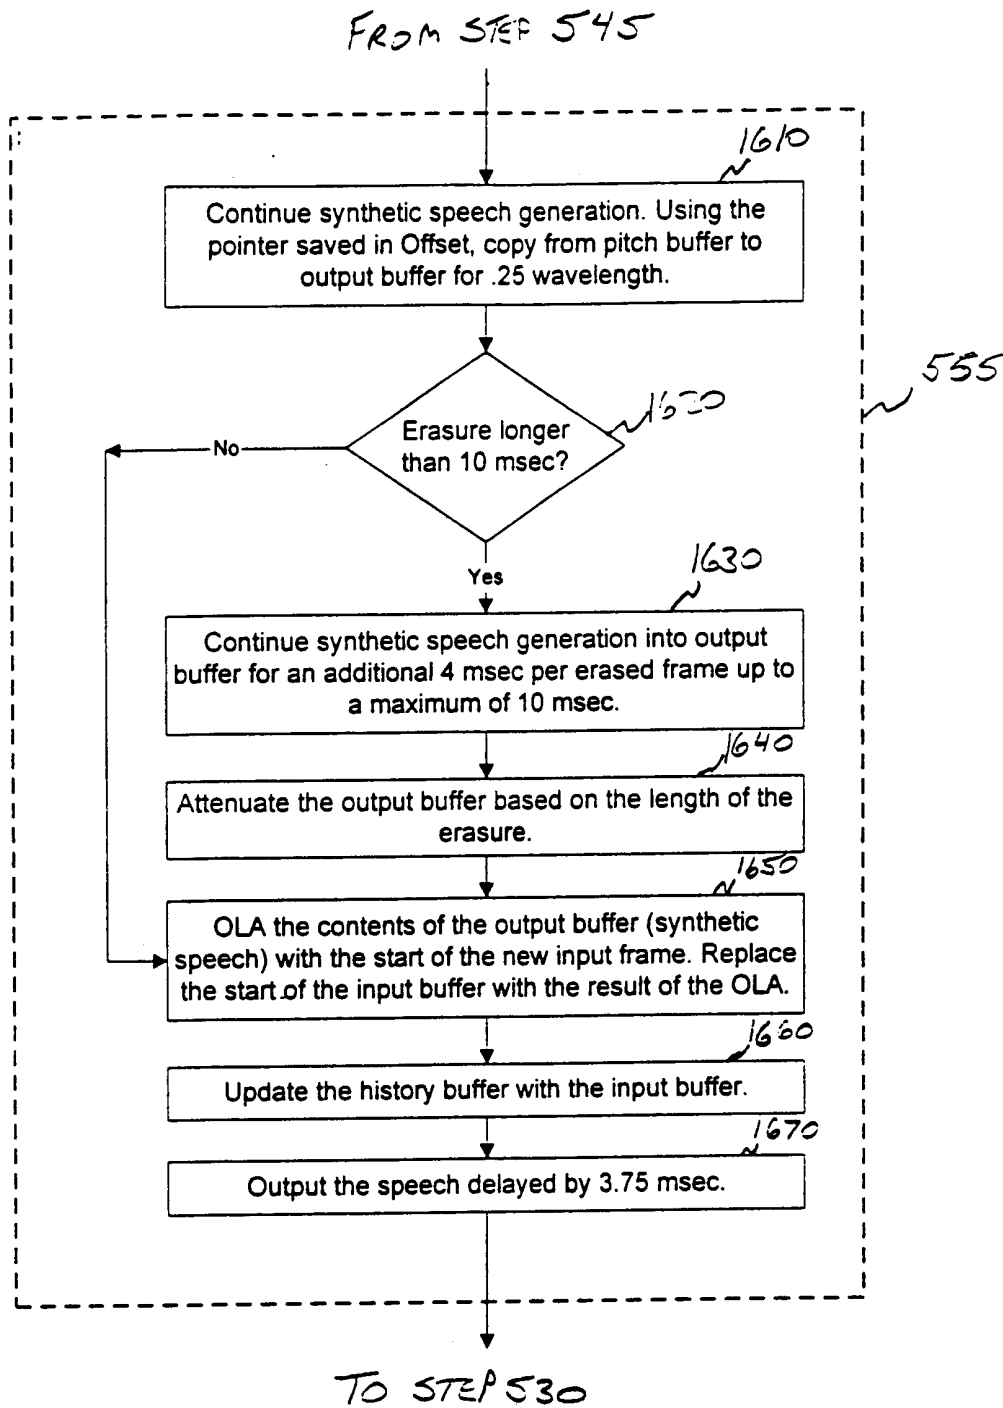 FROM STEP 545
1610
Continue synthetic speech generation. Using the
pointer saved in Offset, copy from pitch buffer to
output buffer for .25 wavelength.
555
1620
Erasure longer
than 10 msec?
No
Yes
1630
Continue synthetic speech generation into output
buffer for an additional 4 msec per erased frame up to
a maximum of 10 msec.
1640
Attenuate the output buffer based on the length of the
erasure.
1650
OLA the contents of the output buffer (synthetic
speech) with the start of the new input frame. Replace
the start of the input buffer with the result of the OLA.
1660
Update the history buffer with the input buffer.
1670
Output the speech delayed by 3.75 msec.
TO STEP 530